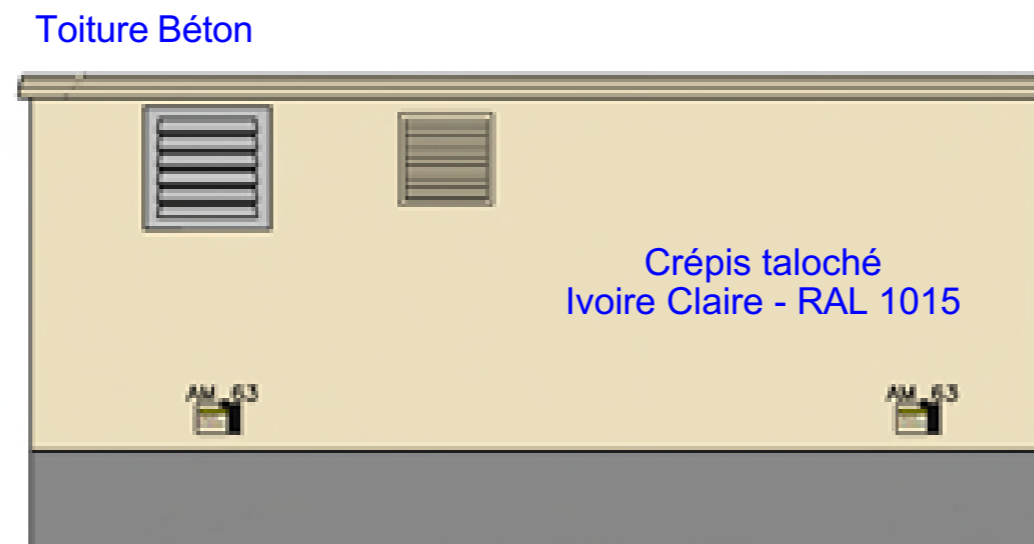 Toiture Béton
Crépis taloché
Ivoire Claire - RAL 1015
AM_63
AM_63